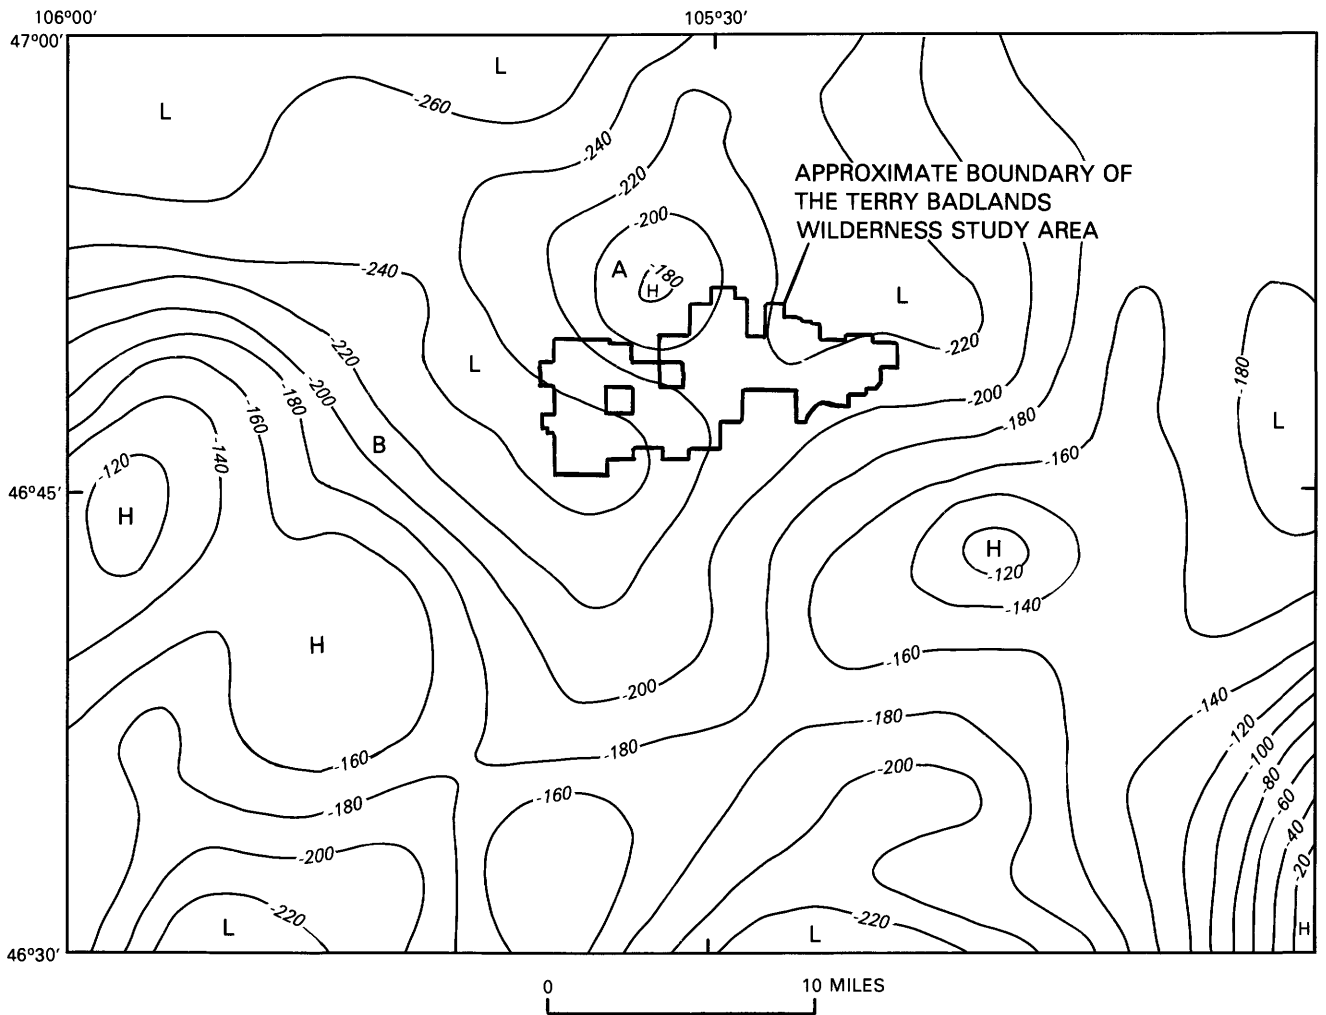 106°00′ 105°30′
47°00′
L
L
-260
-240
-220
APPROXIMATE BOUNDARY OF
THE TERRY BADLANDS
WILDERNESS STUDY AREA
-200
A
-180
H
-240
L
-220
L
-220
-200
-180
-160
-180
-200
-180
-160
L
B
-140
-120
46°45′
H
H
-120
-140
H
-160
-200
-140
-180
-120
-180
-160
-100
-200
-80
-160
-60
-180
-40
-200
-20
-220
-220
L
L
H
46°30′
0 10 MILES